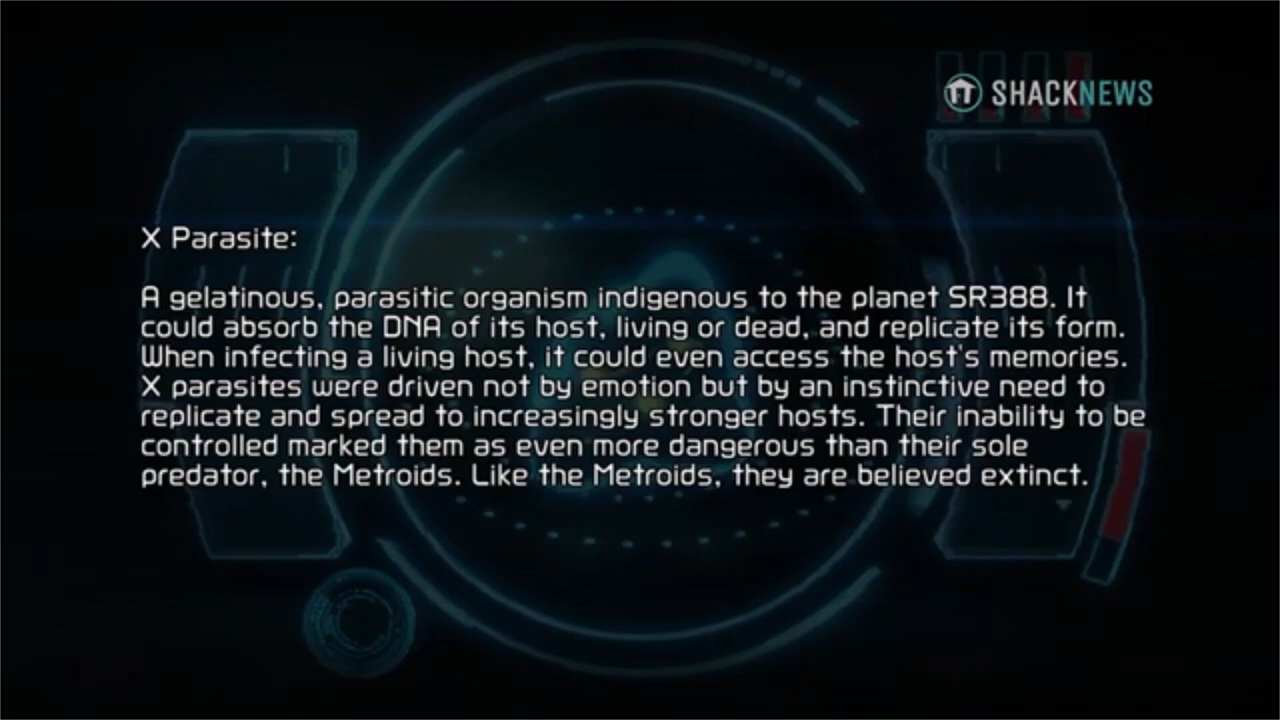 SHACKNEWS
X Parasite:
A gelatinous, parasitic organism indigenous to the planet SR388. It
could absorb the DNA of its host, living or dead, and replicate its form.
When infecting a living host, it could even access the host's memories.
X parasites were driven not by emotion but by an instinctive need to
replicate and spread to increasingly stronger hosts. Their inability to be
controlled marked them as even more dangerous than their sole
predator, the Metroids. Like the Metroids, they are believed extinct.